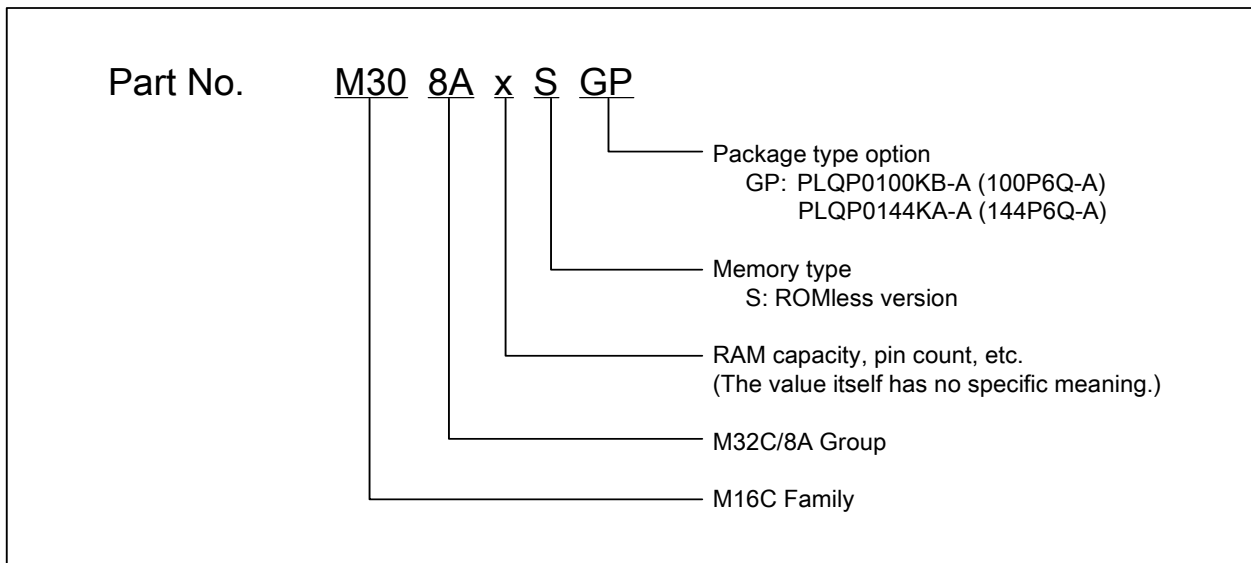 Part No. M30 8A x S GP
Package type option
GP: PLQP0100KB-A (100P6Q-A)
PLQP0144KA-A (144P6Q-A)
Memory type
S: ROMless version
RAM capacity, pin count, etc.
(The value itself has no specific meaning.)
M32C/8A Group
M16C Family